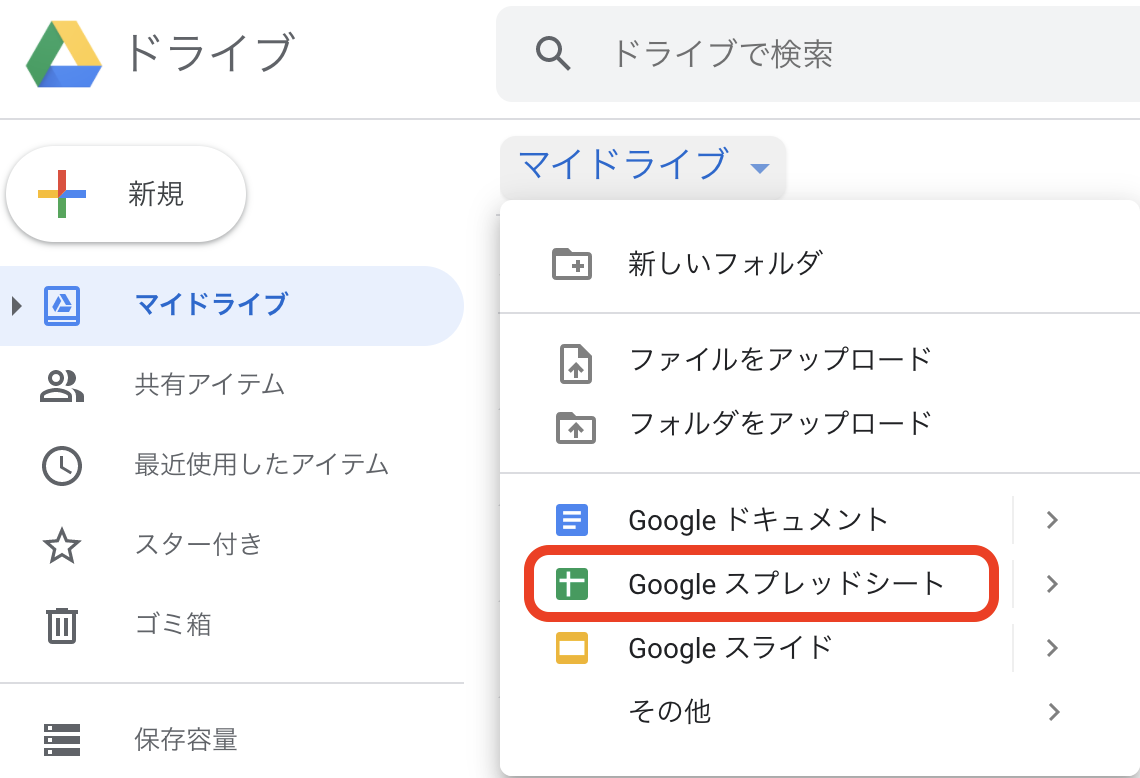 ドライブ
ドライブで検索
新規
マイドライブ
共有アイテム
最近使用したアイテム
スター付き
ゴミ箱
保存容量
マイドライブ
新しいフォルダ
ファイルをアップロード
フォルダをアップロード
Google ドキュメント
Google スプレッドシート
Google スライド
その他